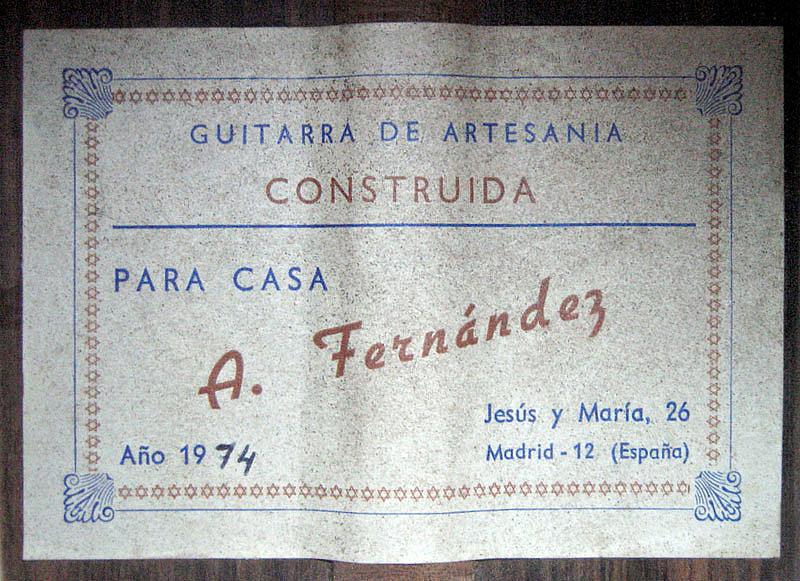 GUITARRA DE ARTESANIA
CONSTRUIDA
PARA CASA
A. Fernández
Jesús y María, 26
Año 1974
Madrid-12 (España)